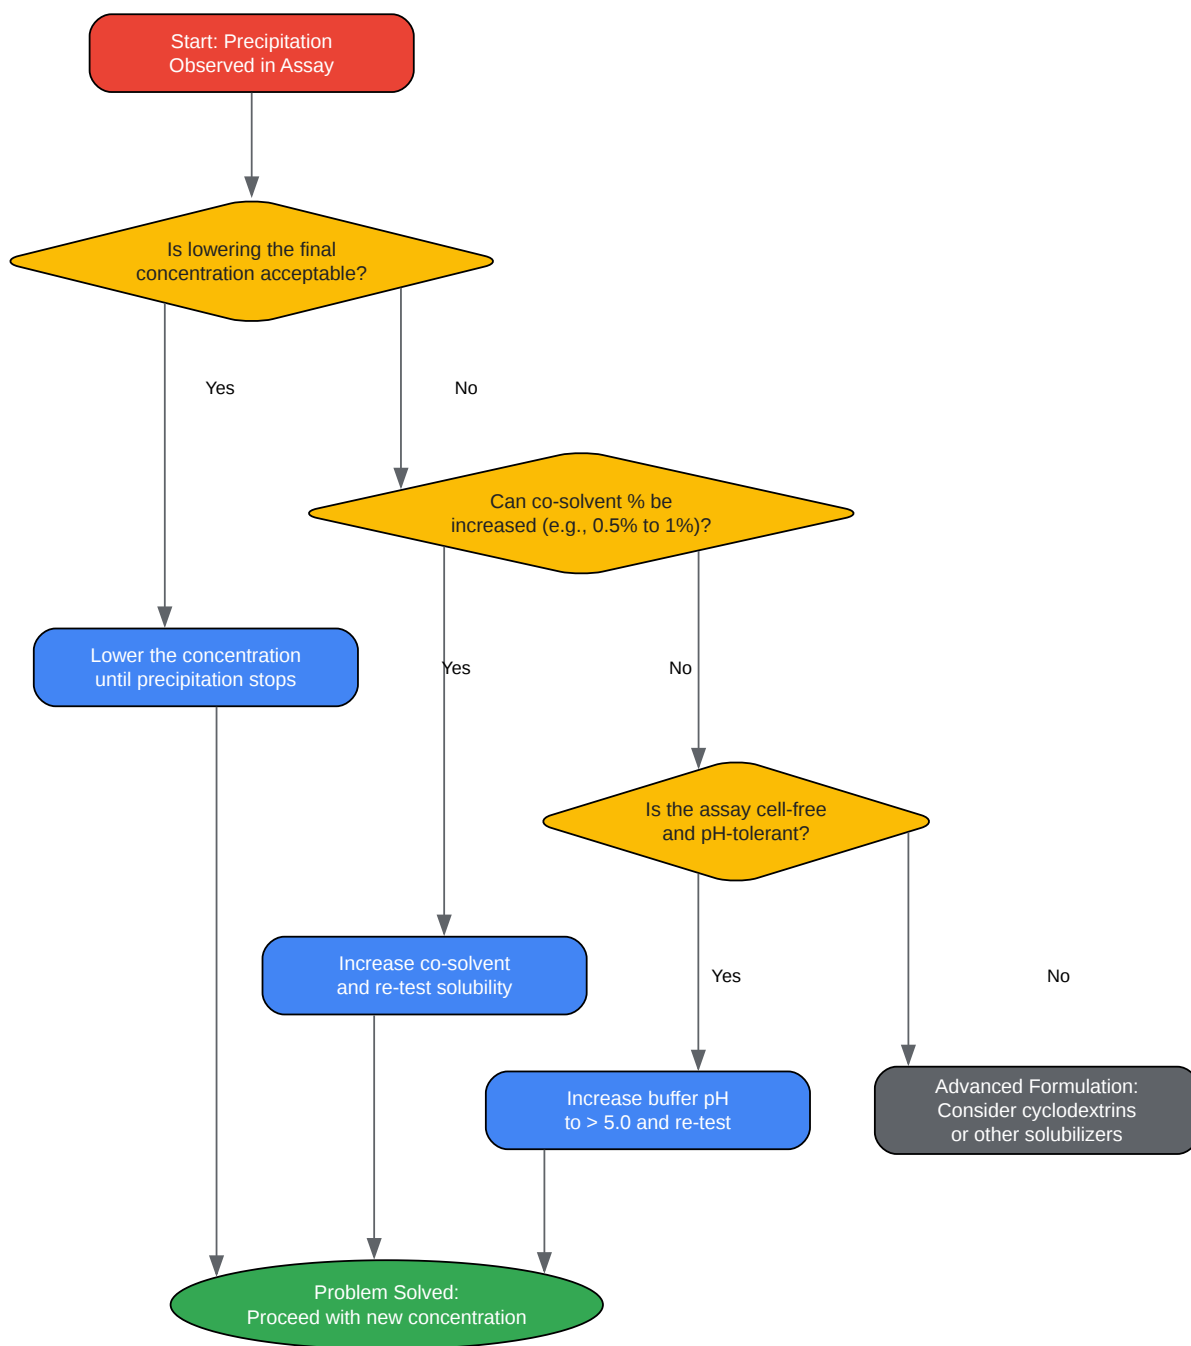 Start: Precipitation
Observed in Assay
Is lowering the final
concentration acceptable?
Yes
No
Can co-solvent % be
increased (e.g., 0.5% to 1%)?
Lower the concentration
until precipitation stops
Yes
No
Is the assay cell-free
and pH-tolerant?
Increase co-solvent
and re-test solubility
Yes
No
Increase buffer pH
to > 5.0 and re-test
Advanced Formulation:
Consider cyclodextrins
or other solubilizers
Problem Solved:
Proceed with new concentration